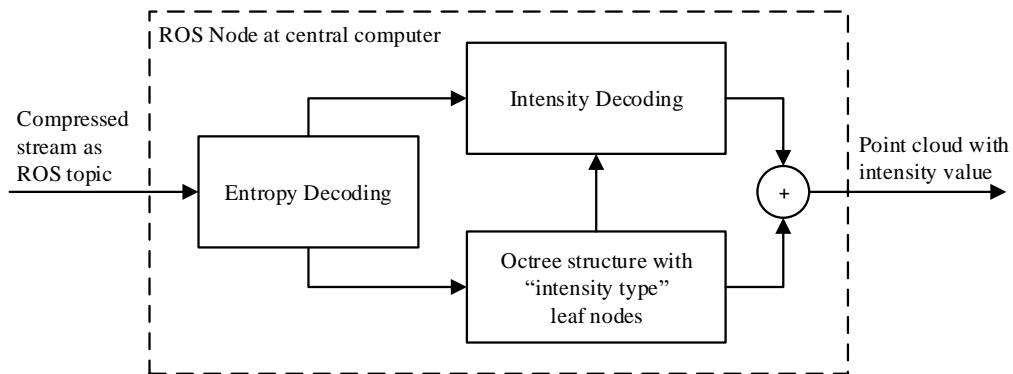 ROS Node at central computer
Compressed
stream as
ROS topic
Entropy Decoding
Intensity Decoding
Octree structure with
“intensity type”
leaf nodes
+
Point cloud with
intensity value